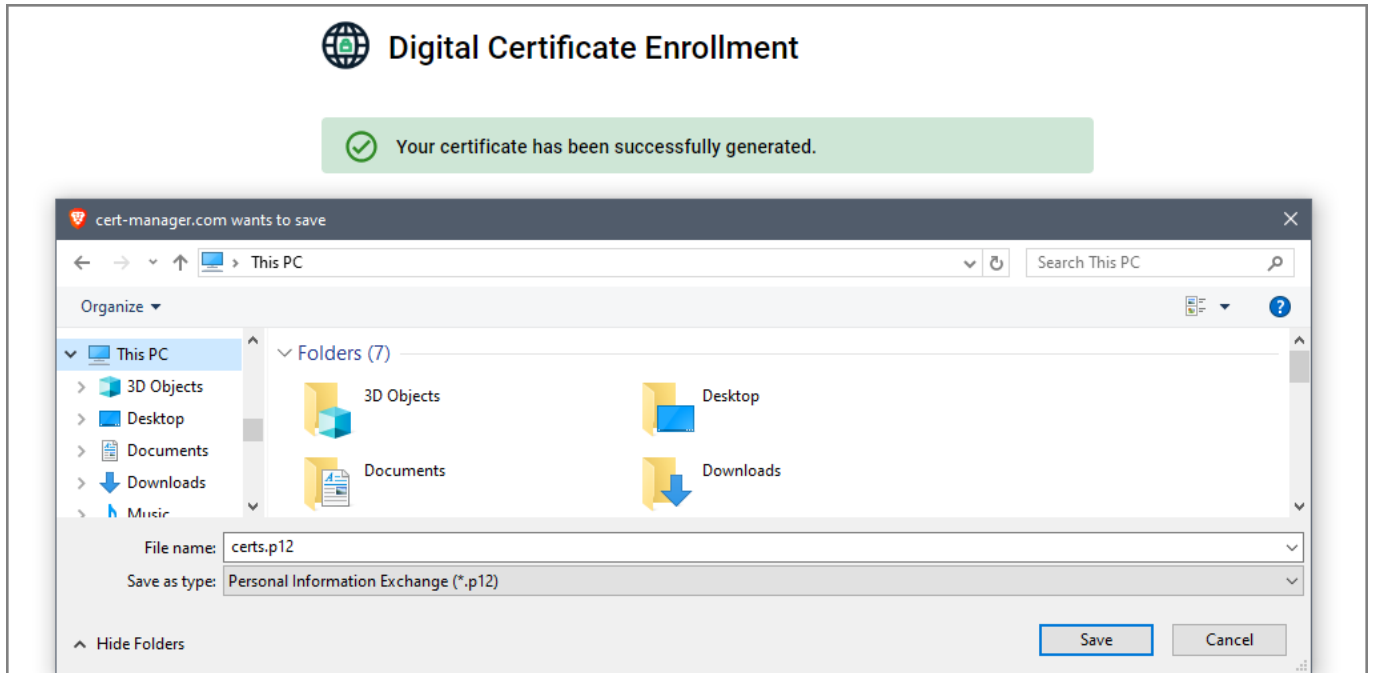 Digital Certificate Enrollment
Your certificate has been successfully generated.
cert-manager.com wants to save
This PC
Search This PC
Organize
This PC
3D Objects
Desktop
Documents
Downloads
Music
Folders (7)
3D Objects
Desktop
Documents
Downloads
File name: certs.p12
Save as type: Personal Information Exchange (*.p12)
Hide Folders
Save
Cancel